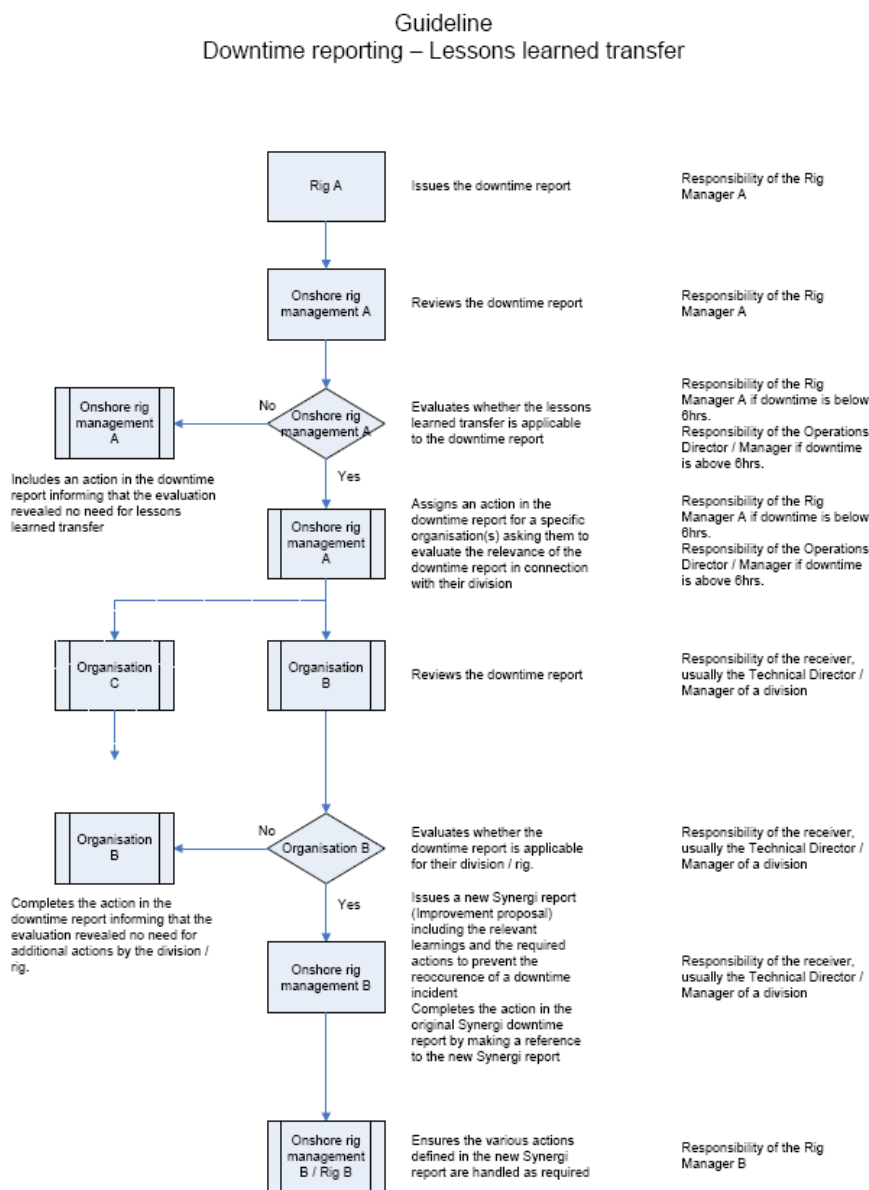 Guideline
Downtime reporting – Lessons learned transfer
Rig A
Issues the downtime report
Responsibility of the Rig
Manager A
Onshore rig
management A
Reviews the downtime report
Responsibility of the Rig
Manager A
Onshore rig
management
A
No
Onshore rig
management A
Evaluates whether the lessons
learned transfer is applicable
to the downtime report
Responsibility of the Rig
Manager A if downtime is below
6hrs.
Responsibility of the Operations
Director / Manager if downtime
is above 6hrs.
Includes an action in the downtime
report informing that the evaluation
revealed no need for lessons
learned transfer
Yes
Onshore rig
management
A
Assigns an action in the
downtime report for a specific
organisation(s) asking them to
evaluate the relevance of the
downtime report in connection
with their division
Responsibility of the Rig
Manager A if downtime is below
6hrs.
Responsibility of the Operations
Director / Manager if downtime
is above 6hrs.
Organisation
C
Organisation
B
Reviews the downtime report
Responsibility of the receiver,
usually the Technical Director /
Manager of a division
Organisation
B
No
Organisation B
Evaluates whether the
downtime report is applicable
for their division / rig.
Responsibility of the receiver,
usually the Technical Director /
Manager of a division
Completes the action in the
downtime report informing that the
evaluation revealed no need for
additional actions by the division /
rig.
Yes
Onshore rig
management B
Issues a new Synergi report
(Improvement proposal)
including the relevant
learnings and the required
actions to prevent the
reoccurence of a downtime
incident
Completes the action in the
original Synergi downtime
report by making a reference
to the new Synergi report
Responsibility of the receiver,
usually the Technical Director /
Manager of a division
Onshore rig
management
B / Rig B
Ensures the various actions
defined in the new Synergi
report are handled as required
Responsibility of the Rig
Manager B